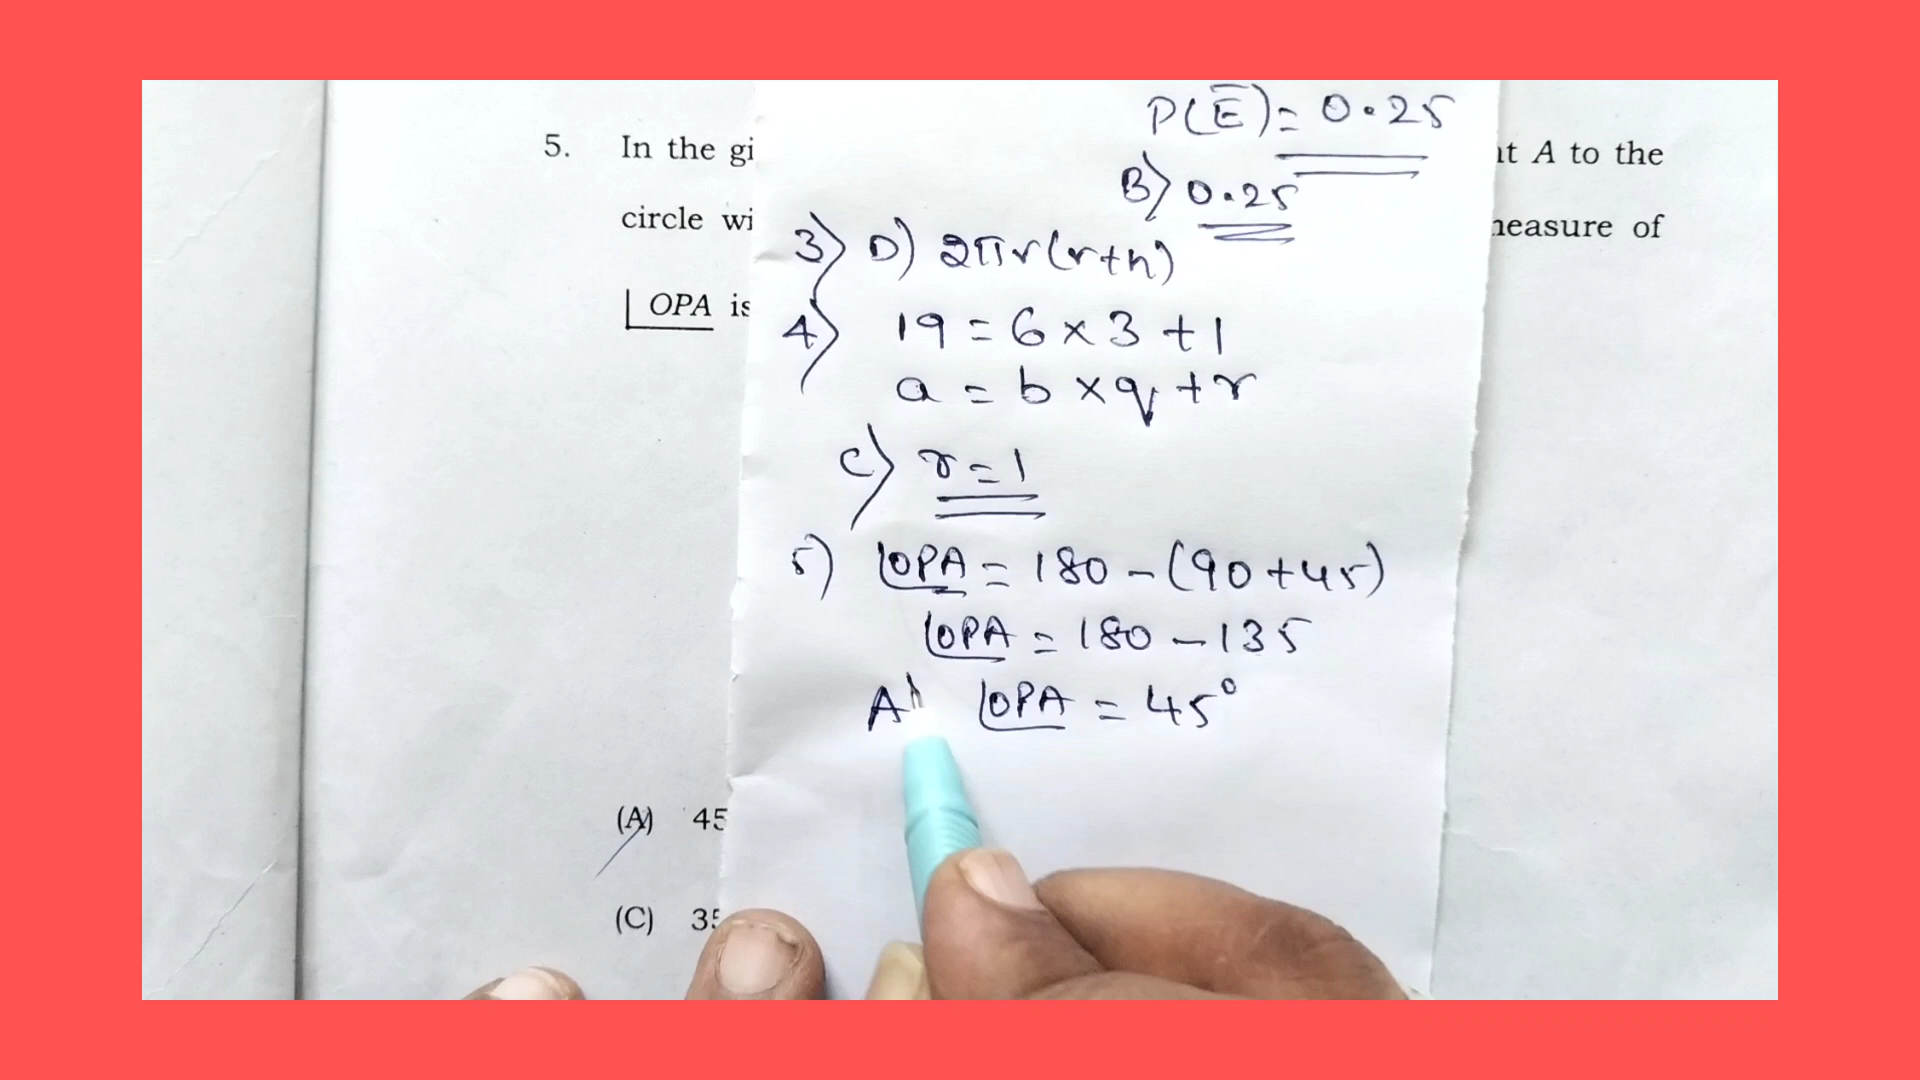 5. In the gi
circle wi
OPA is
(A) 45
(C) 35
at A to the
measure of
P(E̅) = 0.25
B) 0.25
3) D) 2πr(r+h)
4) 19 = 6 × 3 + 1
a = b × q + r
C) r = 1
5) OPA = 180 - (90 + 45)
OPA = 180 - 135
A) OPA = 45°